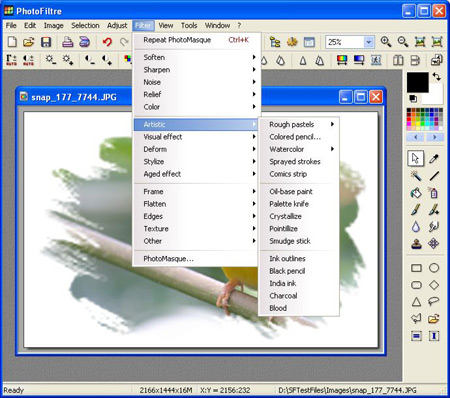 PhotoFiltre
File Edit Image Selection Adjust Filter View Tools Window ?
25%
snap_177_7744.JPG
Repeat PhotoMasque Ctrl+K
Soften
Sharpen
Noise
Relief
Color
Artistic
Visual effect
Deform
Stylize
Aged effect
Frame
Flatten
Edges
Texture
Other
PhotoMasque...
Rough pastels
Colored pencil...
Watercolor
Sprayed strokes
Comics strip
Oil-base paint
Palette knife
Crystallize
Pointillize
Smudge stick
Ink outlines
Black pencil
India ink
Charcoal
Blood
Ready 2166x1444x16M X:Y = 2156:232 D:\SFTestFiles\Images\snap_177_7744.JPG